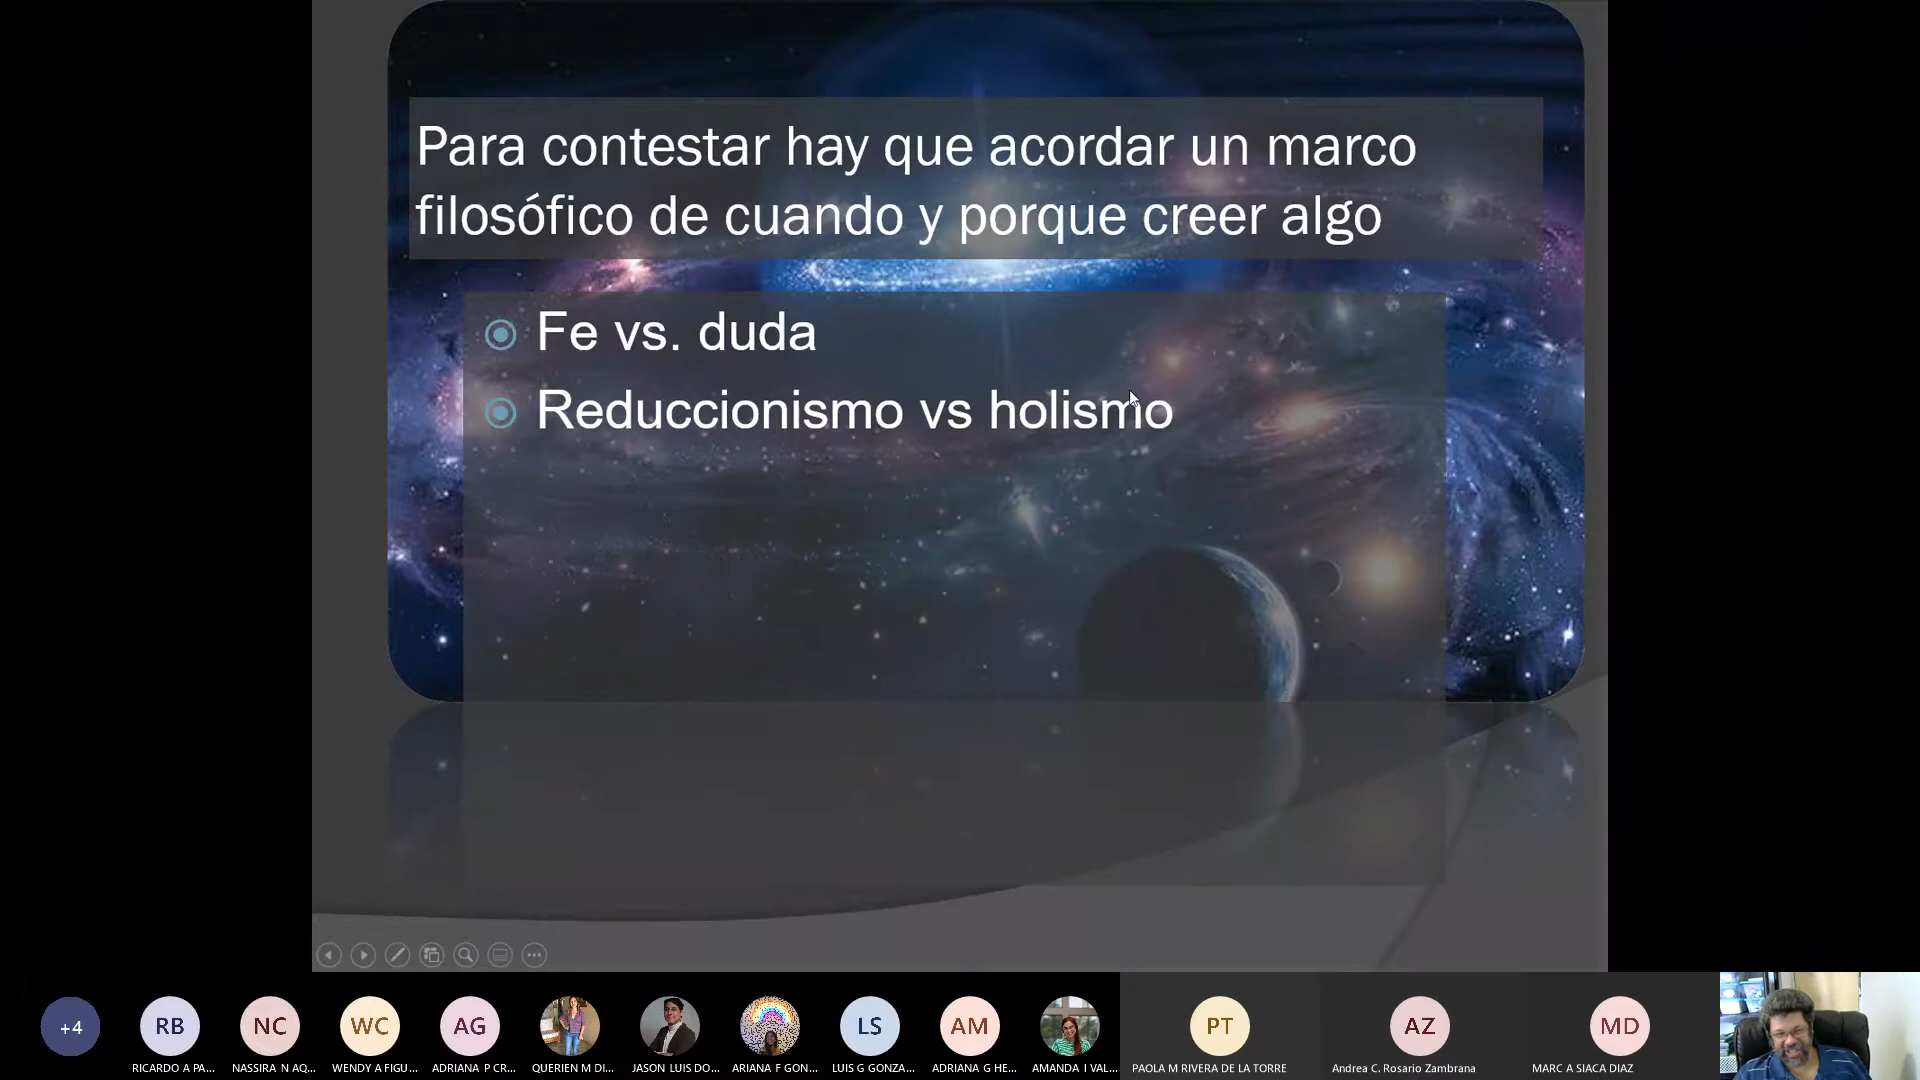 Para contestar hay que acordar un marco
filosófico de cuando y porque creer algo
Fe vs. duda
Reduccionismo vs holismo
+4
RB
NC
WC
AG
LS
AM
PT
AZ
MD
RICARDO A PA...
NASSIRA N AQ...
WENDY A FIGU...
ADRIANA P CR...
QUERIEN M DI...
JASON LUIS DO...
ARIANA F GON...
LUIS G GONZA...
ADRIANA G HE...
AMANDA I VAL...
PAOLA M RIVERA DE LA TORRE
Andrea C. Rosario Zambrana
MARC A SIACA DIAZ